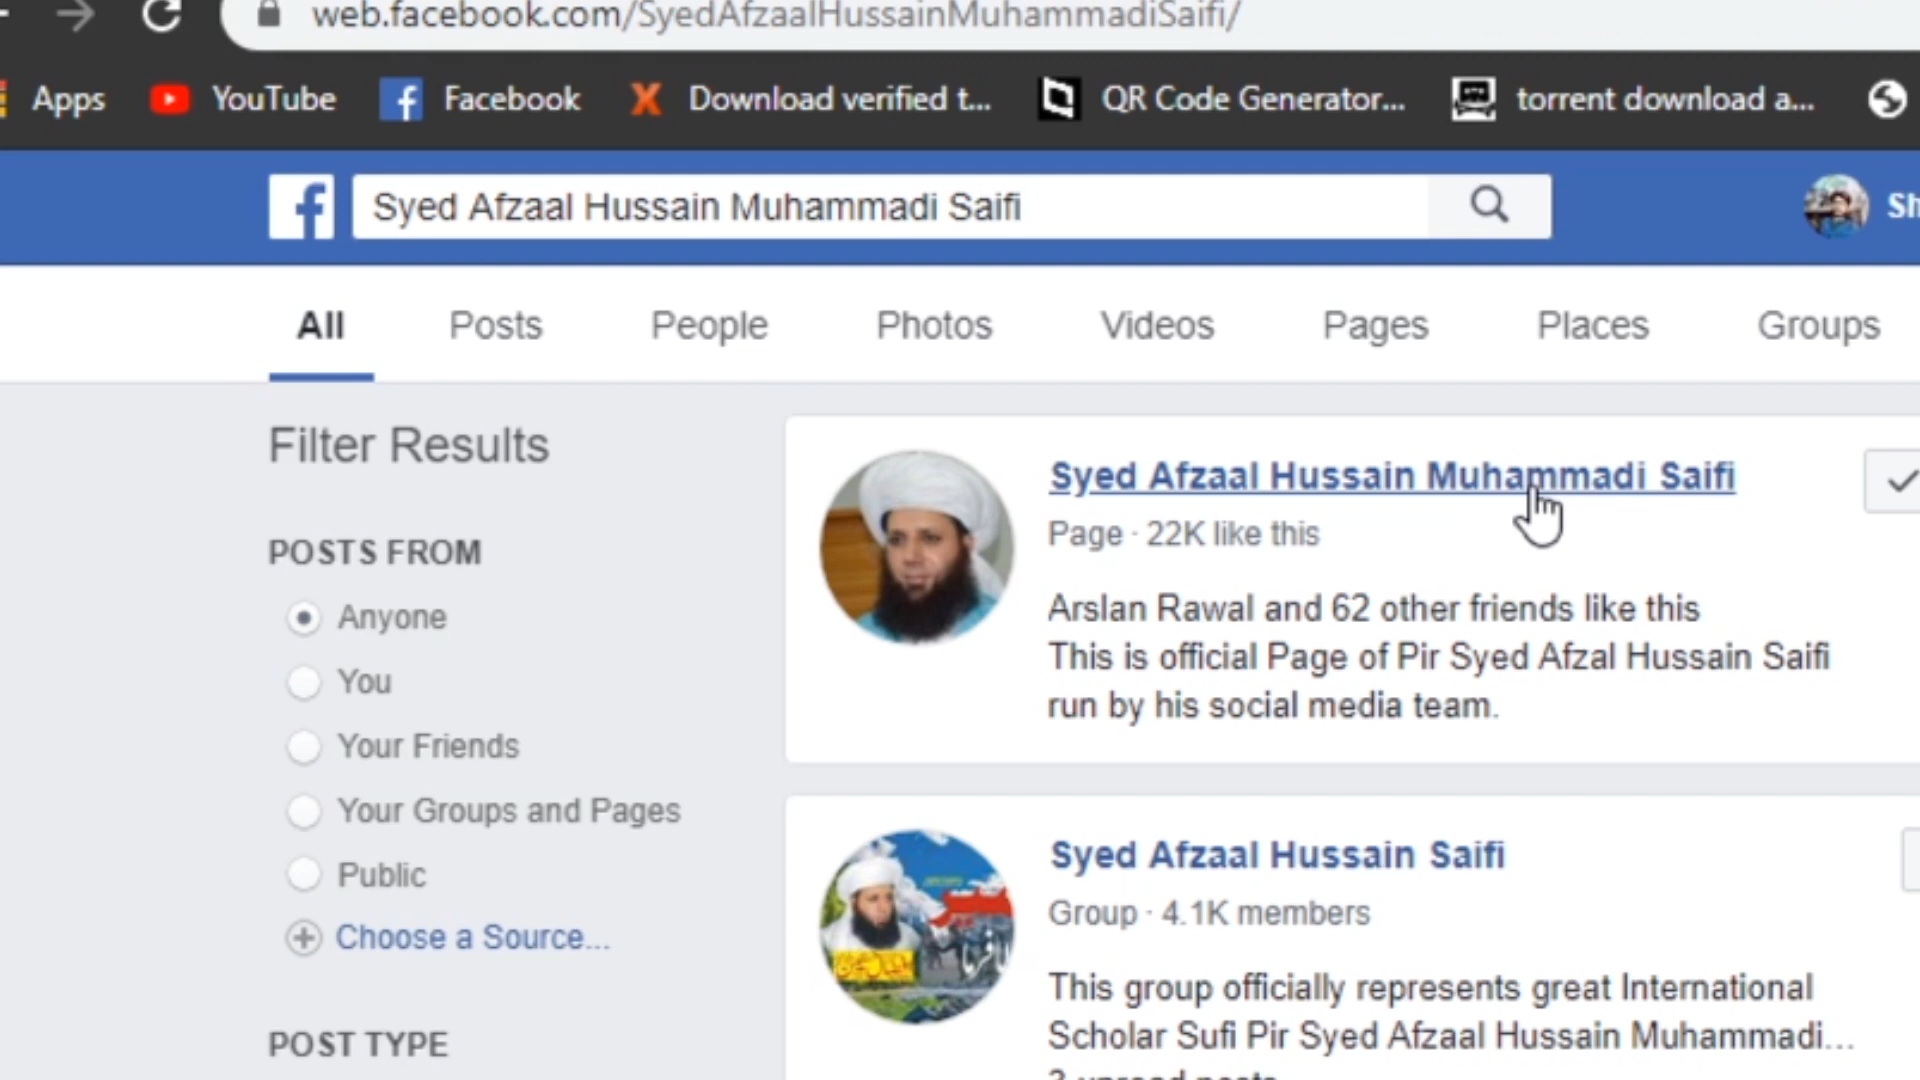 web.facebook.com/SyedAfzaalHussainMuhammadiSaifi/
Apps YouTube Facebook Download verified t... QR Code Generator... torrent download a...
Syed Afzaal Hussain Muhammadi Saifi Sh
All Posts People Photos Videos Pages Places Groups
Filter Results
POSTS FROM
Anyone
You
Your Friends
Your Groups and Pages
Public
Choose a Source...
POST TYPE
Syed Afzaal Hussain Muhammadi Saifi
Page · 22K like this
Arslan Rawal and 62 other friends like this
This is official Page of Pir Syed Afzal Hussain Saifi
run by his social media team.
Syed Afzaal Hussain Saifi
Group · 4.1K members
This group officially represents great International
Scholar Sufi Pir Syed Afzaal Hussain Muhammadi...
3 unread posts